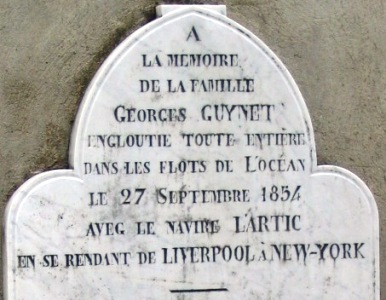 A
LA MEMOIRE
DE LA FAMILLE
GEORGES GUYNET
ENGLOUTIE TOUTE ENTIÈRE
DANS LES FLOTS DE L'OCÉAN
LE 27 SEPTEMBRE 1854
AVEC LE NAVIRE L'ARTIC
EN SE RENDANT DE LIVERPOOL À NEW-YORK